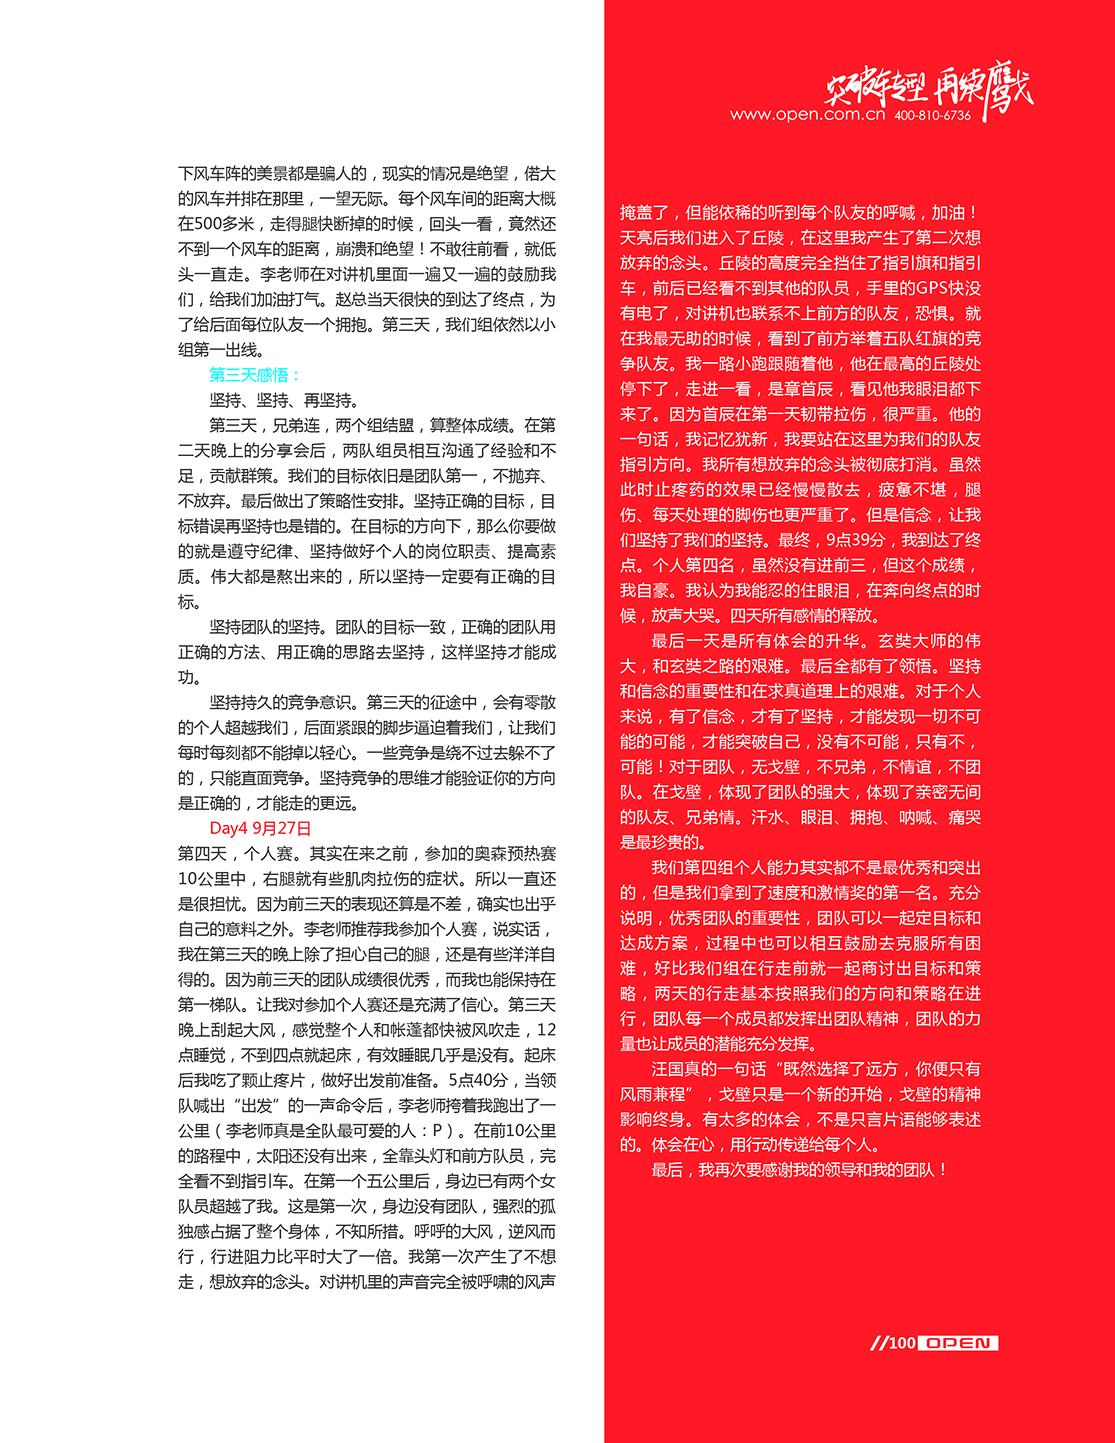 突破转型 再续鹰戈
www.open.com.cn 400-810-6736
下风车阵的美景都是骗人的，现实的情况是绝望，偌大
的风车并排在那里，一望无际。每个风车间的距离大概
在500多米，走得腿快断掉的时候，回头一看，竟然还
不到一个风车的距离，崩溃和绝望！不敢往前看，就低
头一直走。李老师在对讲机里面一遍又一遍的鼓励我
们，给我们加油打气。赵总当天很快的到达了终点，为
了给后面每位队友一个拥抱。第三天，我们组依然以小
组第一出线。
第三天感悟：
坚持、坚持、再坚持。
第三天，兄弟连，两个组结盟，算整体成绩。在第
二天晚上的分享会后，两队组员相互沟通了经验和不
足，贡献群策。我们的目标依旧是团队第一，不抛弃、
不放弃。最后做出了策略性安排。坚持正确的目标，目
标错误再坚持也是错的。在目标的方向下，那么你要做
的就是遵守纪律、坚持做好个人的岗位职责、提高素
质。伟大都是熬出来的，所以坚持一定要有正确的目
标。
坚持团队的坚持。团队的目标一致，正确的团队用
正确的方法、用正确的思路去坚持，这样坚持才能成
功。
坚持持久的竞争意识。第三天的征途中，会有零散
的个人超越我们，后面紧跟的脚步逼迫着我们，让我们
每时每刻都不能掉以轻心。一些竞争是绕不过去躲不了
的，只能直面竞争。坚持竞争的思维才能验证你的方向
是正确的，才能走的更远。
Day4 9月27日
第四天，个人赛。其实在来之前，参加的奥森预热赛
10公里中，右腿就有些肌肉拉伤的症状。所以一直还
是很担忧。因为前三天的表现还算是不差，确实也出乎
自己的意料之外。李老师推荐我参加个人赛，说实话，
我在第三天的晚上除了担心自己的腿，还是有些洋洋自
得的。因为前三天的团队成绩很优秀，而我也能保持在
第一梯队。让我对参加个人赛还是充满了信心。第三天
晚上刮起大风，感觉整个人和帐蓬都快被风吹走，12
点睡觉，不到四点就起床，有效睡眠几乎是没有。起床
后我吃了颗止疼片，做好出发前准备。5点40分，当领
队喊出“出发”的一声命令后，李老师挎着我跑出了一
公里（李老师真是全队最可爱的人：P）。在前10公里
的路程中，太阳还没有出来，全靠头灯和前方队员，完
全看不到指引车。在第一个五公里后，身边已有两个女
队员超越了我。这是第一次，身边没有团队，强烈的孤
独感占据了整个身体，不知所措。呼呼的大风，逆风而
行，行进阻力比平时大了一倍。我第一次产生了不想
走，想放弃的念头。对讲机里的声音完全被呼啸的风声
掩盖了，但能依稀的听到每个队友的呼喊，加油！
天亮后我们进入了丘陵，在这里我产生了第二次想
放弃的念头。丘陵的高度完全挡住了指引旗和指引
车，前后已经看不到其他的队员，手里的GPS快没
有电了，对讲机也联系不上前方的队友，恐惧。就
在我最无助的时候，看到了前方举着五队红旗的竞
争队友。我一路小跑跟随着他，他在最高的丘陵处
停下了，走进一看，是章首辰，看见他我眼泪都下
来了。因为首辰在第一天韧带拉伤，很严重。他的
一句话，我记忆犹新，我要站在这里为我们的队友
指引方向。我所有想放弃的念头被彻底打消。虽然
此时止疼药的效果已经慢慢散去，疲惫不堪，腿
伤、每天处理的脚伤也更严重了。但是信念，让我
们坚持了我们的坚持。最终，9点39分，我到达了终
点。个人第四名，虽然没有进前三，但这个成绩，
我自豪。我认为我能忍的住眼泪，在奔向终点的时
候，放声大哭。四天所有感情的释放。
最后一天是所有体会的升华。玄奘大师的伟
大，和玄奘之路的艰难。最后全都有了领悟。坚持
和信念的重要性和在求真道理上的艰难。对于个人
来说，有了信念，才有了坚持，才能发现一切不可
能的可能，才能突破自己，没有不可能，只有不，
可能！对于团队，无戈壁，不兄弟，不情谊，不团
队。在戈壁，体现了团队的强大，体现了亲密无间
的队友、兄弟情。汗水、眼泪、拥抱、呐喊、痛哭
是最珍贵的。
我们第四组个人能力其实都不是最优秀和突出
的，但是我们拿到了速度和激情奖的第一名。充分
说明，优秀团队的重要性，团队可以一起定目标和
达成方案，过程中也可以相互鼓励去克服所有困
难，好比我们组在行走前就一起商讨出目标和策
略，两天的行走基本按照我们的方向和策略在进
行，团队每一个成员都发挥出团队精神，团队的力
量也让成员的潜能充分发挥。
汪国真的一句话“既然选择了远方，你便只有
风雨兼程”，戈壁只是一个新的开始，戈壁的精神
影响终身。有太多的体会，不是只言片语能够表述
的。体会在心，用行动传递给每个人。
最后，我再次要感谢我的领导和我的团队！
//100 OPEN